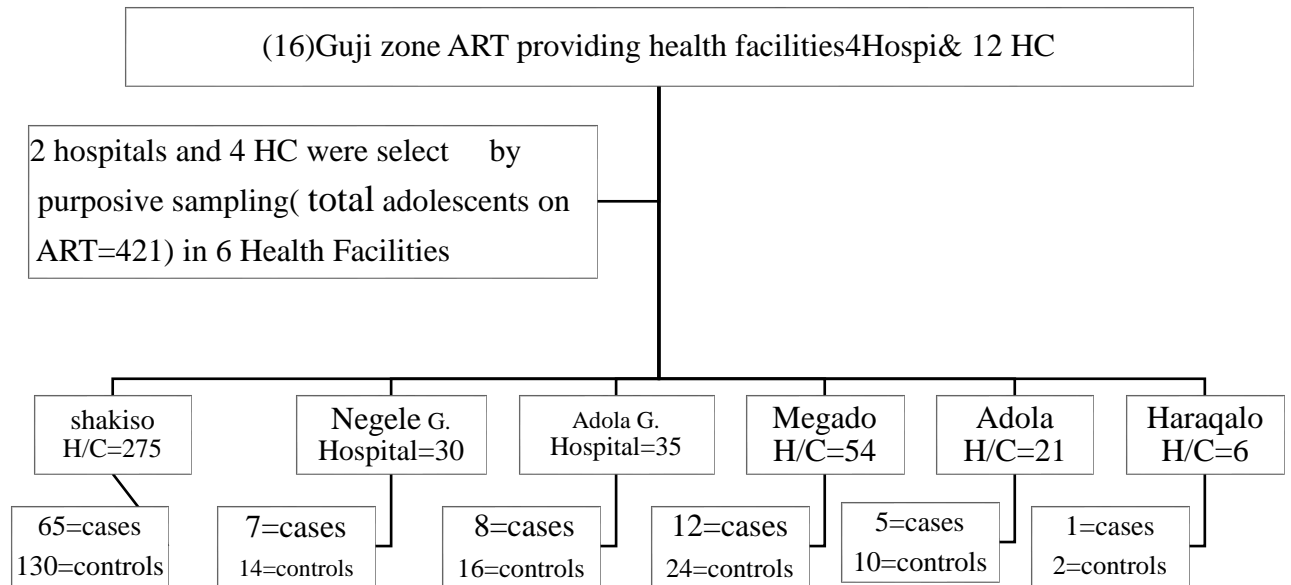 (16)Guji zone ART providing health facilities4Hospi& 12 HC
2 hospitals and 4 HC were select by
purposive sampling( total adolescents on
ART=421) in 6 Health Facilities
shakiso
H/C=275
Negele G.
Hospital=30
Adola G.
Hospital=35
Megado
H/C=54
Adola
H/C=21
Haraqalo
H/C=6
65=cases
130=controls
7=cases
14=controls
8=cases
16=controls
12=cases
24=controls
5=cases
10=controls
1=cases
2=controls